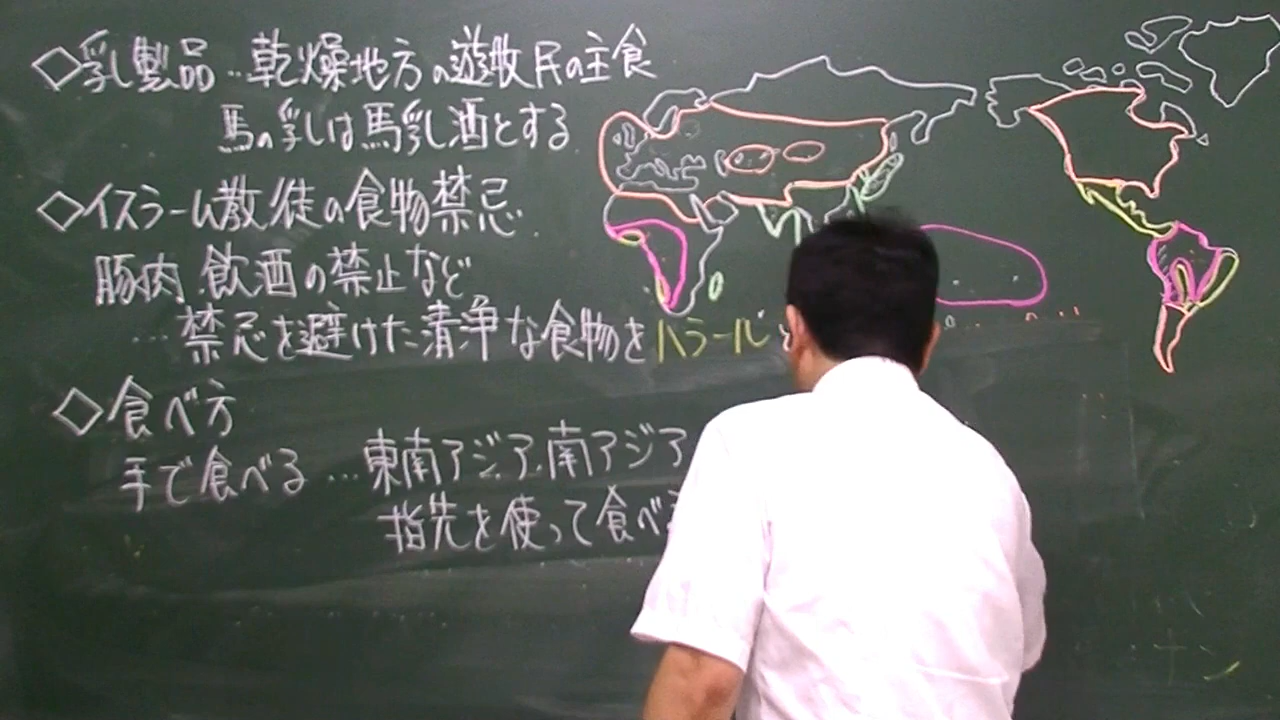 ◇乳製品…乾燥地方の遊牧民の主食
馬の乳しは馬乳酒とする
◇イスラーム教徒の食物禁忌
豚肉.飲酒の禁止など
…禁忌を避けた清浄な食物をハラール
◇食べ方
手で食べる…東南アジア.南アジア
指先を使って食べ